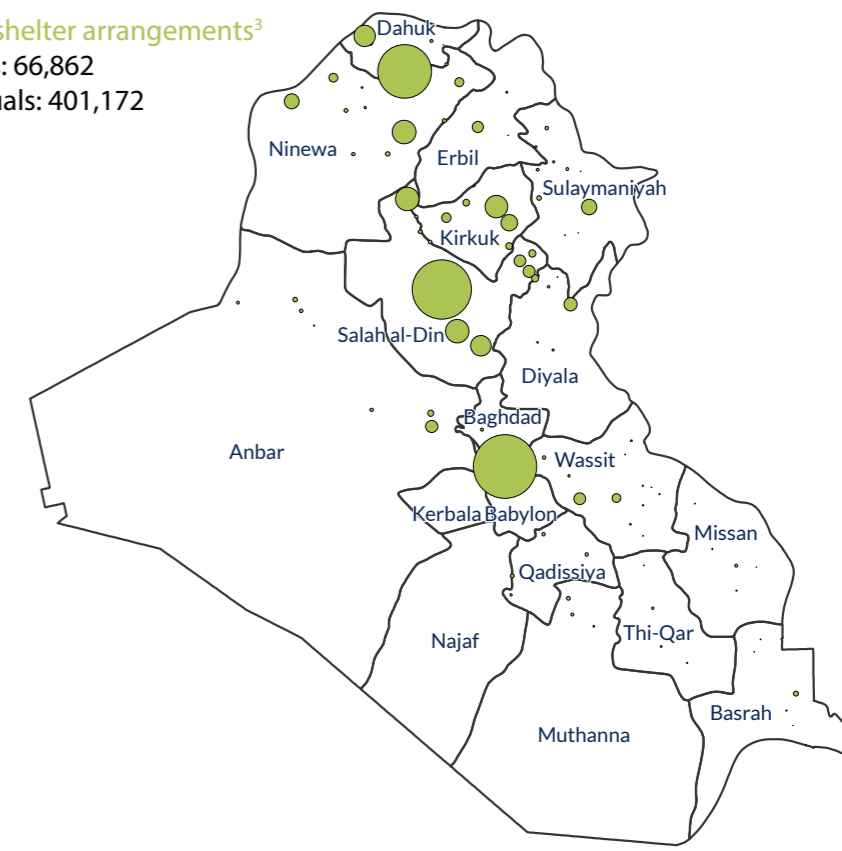 shelter arrangements³
: 66,862
uals: 401,172
Dahuk
Ninewa
Erbil
Sulaymaniyah
Kirkuk
Salah al-Din
Diyala
Baghdad
Anbar
Wassit
Kerbala Babylon
Missan
Qadissiya
Najaf
Thi-Qar
Basrah
Muthanna